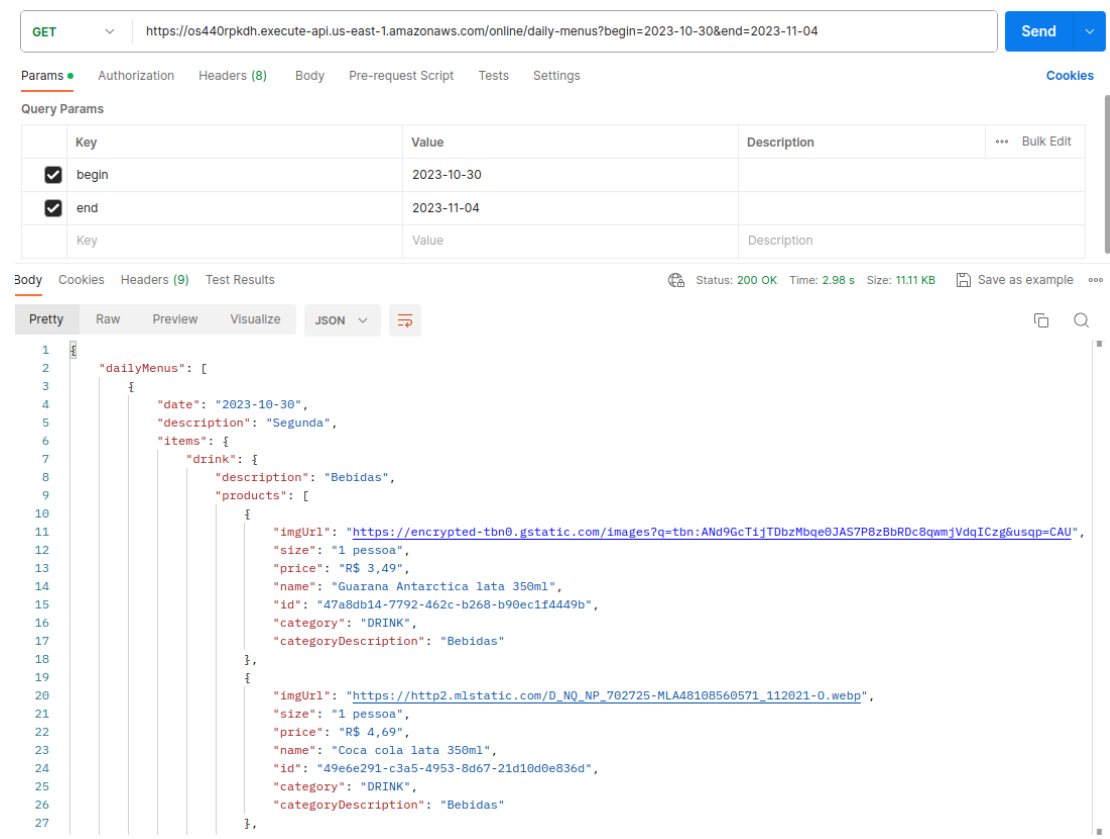 GET https://os440rpkdh.execute-api.us-east-1.amazonaws.com/online/daily-menus?begin=2023-10-30&end=2023-11-04 Send
Params Authorization Headers (8) Body Pre-request Script Tests Settings Cookies
Query Params
Key Value Description Bulk Edit
begin 2023-10-30
end 2023-11-04
Key Value Description
Body Cookies Headers (9) Test Results Status: 200 OK Time: 2.98 s Size: 11.11 KB Save as example
Pretty Raw Preview Visualize JSON
1 {
2 "dailyMenus": [
3 {
4 "date": "2023-10-30",
5 "description": "Segunda",
6 "items": {
7 "drink": {
8 "description": "Bebidas",
9 "products": [
10 {
11 "imgUrl": "https://encrypted-tbn0.gstatic.com/images?q=tbn:ANd9GcTijTDbzMbqe0JAS7P8zBbRDc8qwmjVdqICzg&usqp=CAU",
12 "size": "1 pessoa",
13 "price": "R$ 3,49",
14 "name": "Guarana Antarctica lata 350ml",
15 "id": "47a8db14-7792-462c-b268-b90ec1f4449b",
16 "category": "DRINK",
17 "categoryDescription": "Bebidas"
18 },
19 {
20 "imgUrl": "https://http2.mlstatic.com/D_NQ_NP_702725-MLA48108560571_112021-O.webp",
21 "size": "1 pessoa",
22 "price": "R$ 4,69",
23 "name": "Coca cola lata 350ml",
24 "id": "49e6e291-c3a5-4953-8d67-21d10d0e836d",
25 "category": "DRINK",
26 "categoryDescription": "Bebidas"
27 },